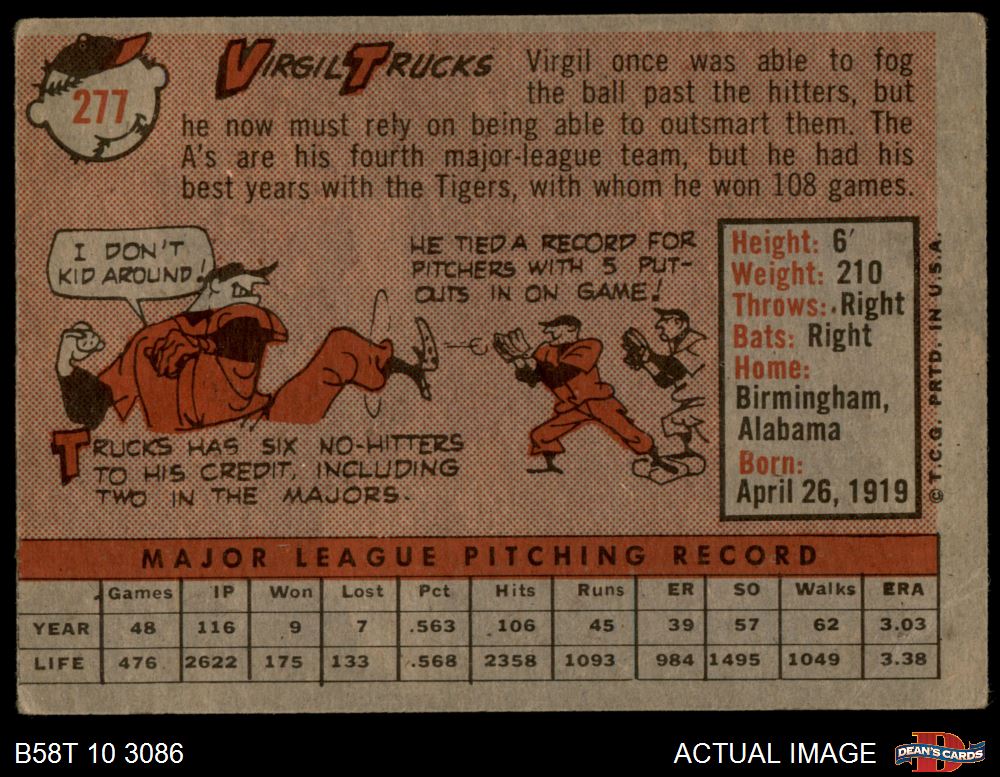 277
VIRGIL TRUCKS
Virgil once was able to fog
the ball past the hitters, but
he now must rely on being able to outsmart them. The
A's are his fourth major-league team, but he had his
best years with the Tigers, with whom he won 108 games.
I DON'T
KID AROUND!
HE TIED A RECORD FOR
PITCHERS WITH 5 PUT-
OUTS IN ON GAME!
TRUCKS HAS SIX NO-HITTERS
TO HIS CREDIT, INCLUDING
TWO IN THE MAJORS.
Height: 6'
Weight: 210
Throws: Right
Bats: Right
Home:
Birmingham,
Alabama
Born:
April 26, 1919
© T.C.G. PRTD. IN U.S.A.
MAJOR LEAGUE PITCHING RECORD
Games IP Won Lost Pct Hits Runs ER SO Walks ERA
YEAR 48 116 9 7 .563 106 45 39 57 62 3.03
LIFE 476 2622 175 133 .568 2358 1093 984 1495 1049 3.38
B58T 10 3086
ACTUAL IMAGE
D
DEAN'S CARDS